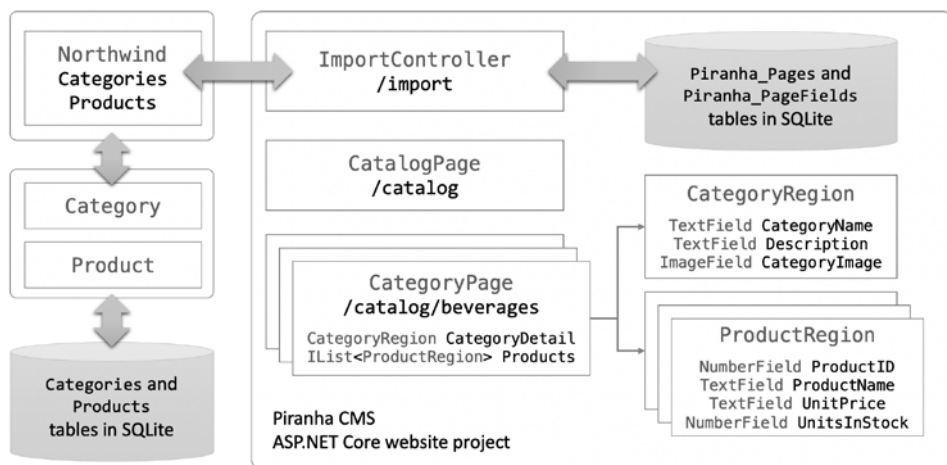 Northwind
Categories
Products
Category
Product
Categories and
Products
tables in SQLite
ImportController
/import
Piranha_Pages and
Piranha_PageFields
tables in SQLite
CatalogPage
/catalog
CategoryPage
/catalog/beverages
CategoryRegion CategoryDetail
IList<ProductRegion> Products
CategoryRegion
TextField CategoryName
TextField Description
ImageField CategoryImage
ProductRegion
NumberField ProductID
TextField ProductName
TextField UnitPrice
NumberField UnitsInStock
Piranha CMS
ASP.NET Core website project